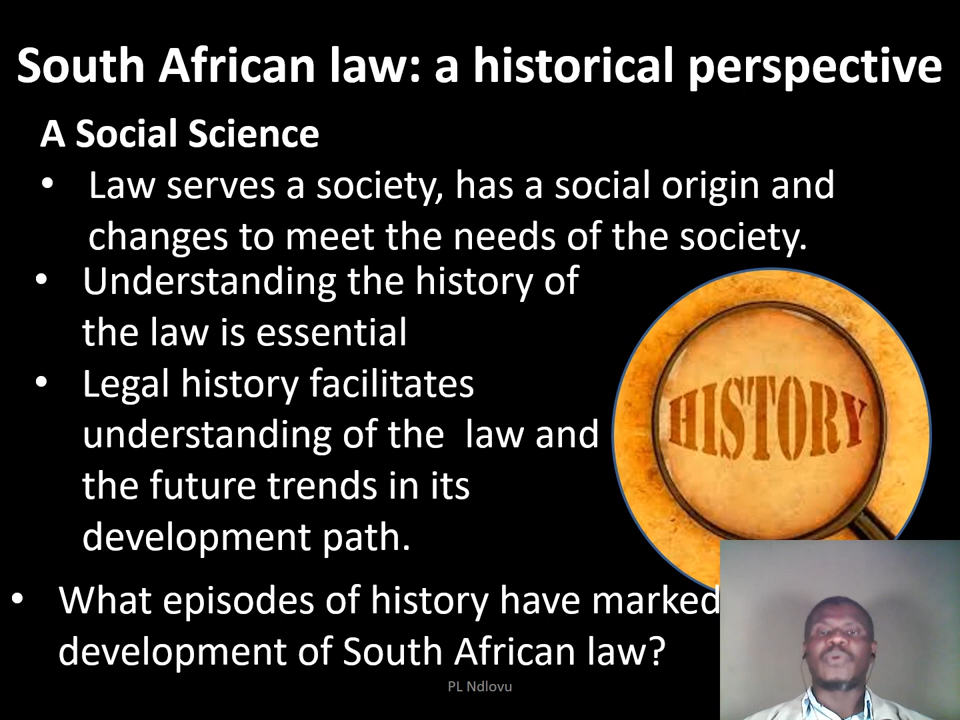 South African law: a historical perspective
A Social Science
• Law serves a society, has a social origin and
changes to meet the needs of the society.
• Understanding the history of
the law is essential
• Legal history facilitates
understanding of the  law and
the future trends in its
development path.
HISTORY
• What episodes of history have marked
development of South African law?
PL Ndlovu